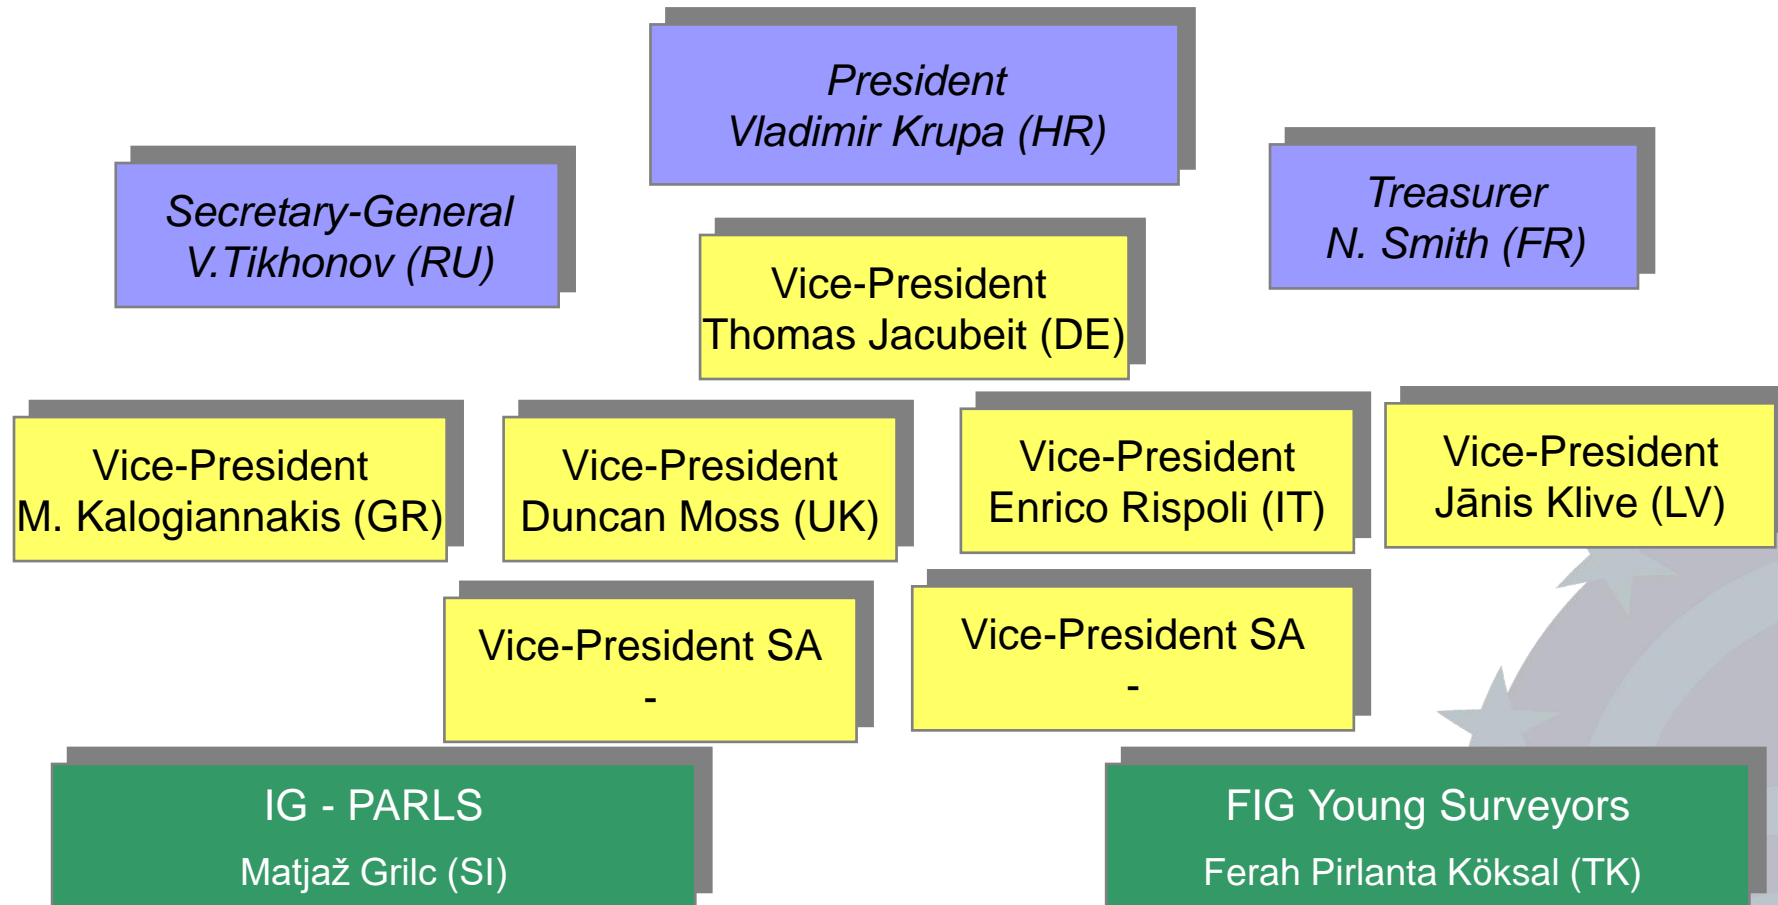 President
Vladimir Krupa (HR)
Secretary-General
V.Tikhonov (RU)
Treasurer
N. Smith (FR)
Vice-President
Thomas Jacubeit (DE)
Vice-President
M. Kalogiannakis (GR)
Vice-President
Duncan Moss (UK)
Vice-President
Enrico Rispoli (IT)
Vice-President
Jānis Klive (LV)
Vice-President SA
-
Vice-President SA
-
IG - PARLS
Matjaž Grilc (SI)
FIG Young Surveyors
Ferah Pirlanta Köksal (TK)